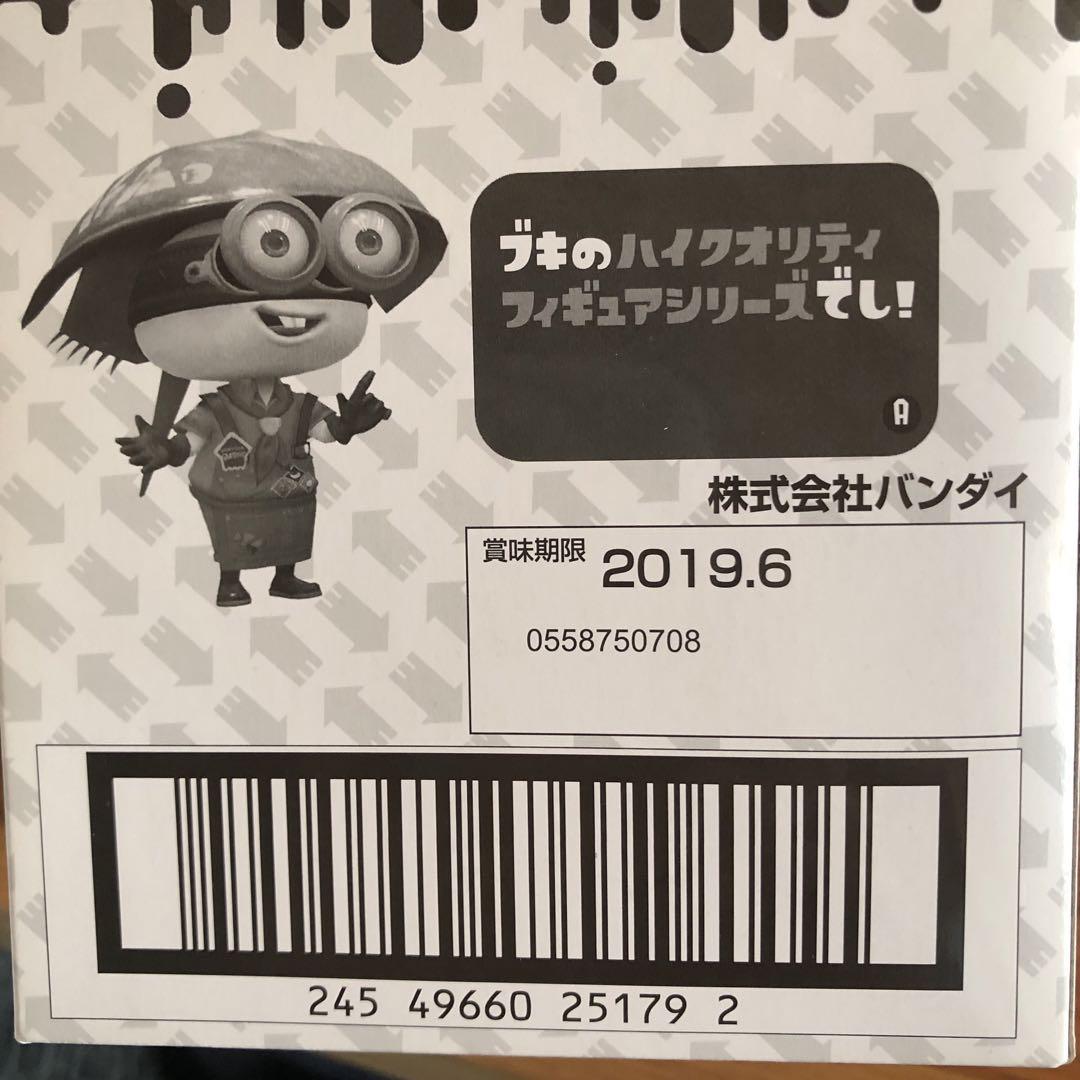 ブキのハイクオリティ
フィギュアシリーズでし!
A
株式会社バンダイ
賞味期限 2019.6
0558750708
245 49660 25179 2